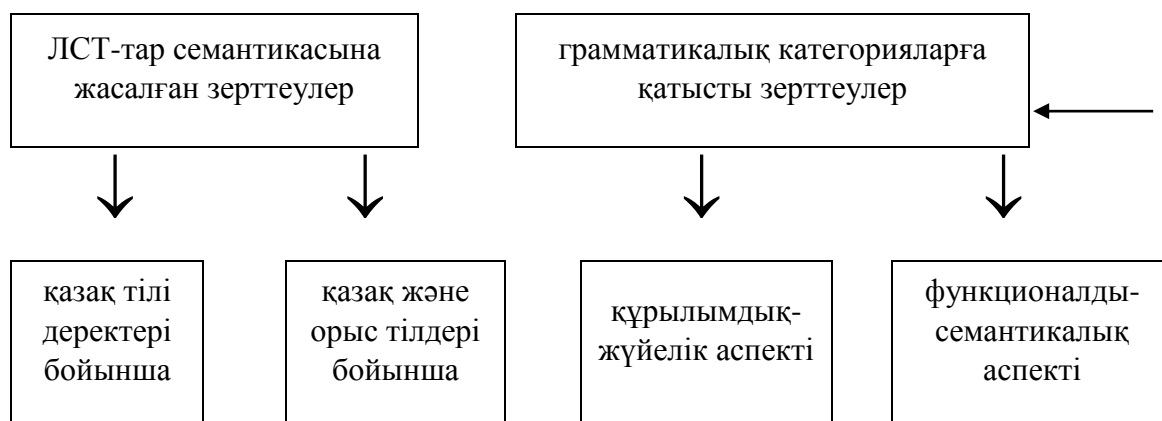 ЛСТ-тар семантикасына
жасалған зерттеулер
грамматикалық категорияларға
қатысты зерттеулер
қазақ тілі
деректері
бойынша
қазақ және
орыс тілдері
бойынша
құрылымдық-
жүйелік аспекті
функционалды-
семантикалық
аспекті